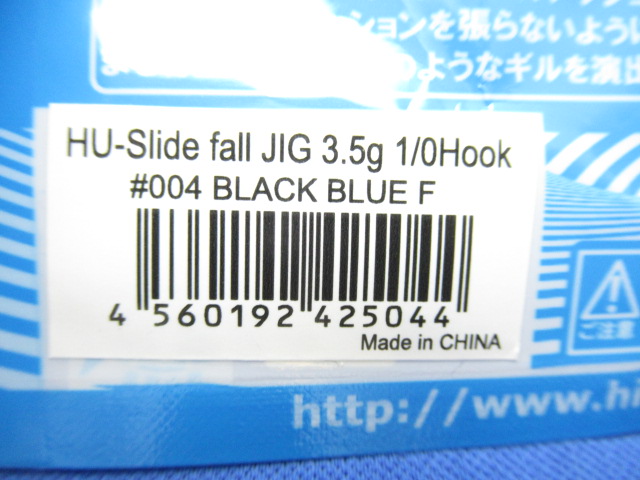 ションを張らないように
のようなギルを演出
HU-Slide fall JIG 3.5g 1/0Hook
#004 BLACK BLUE F
4 560192 425044
Made in CHINA
ご注意
http://www.hi